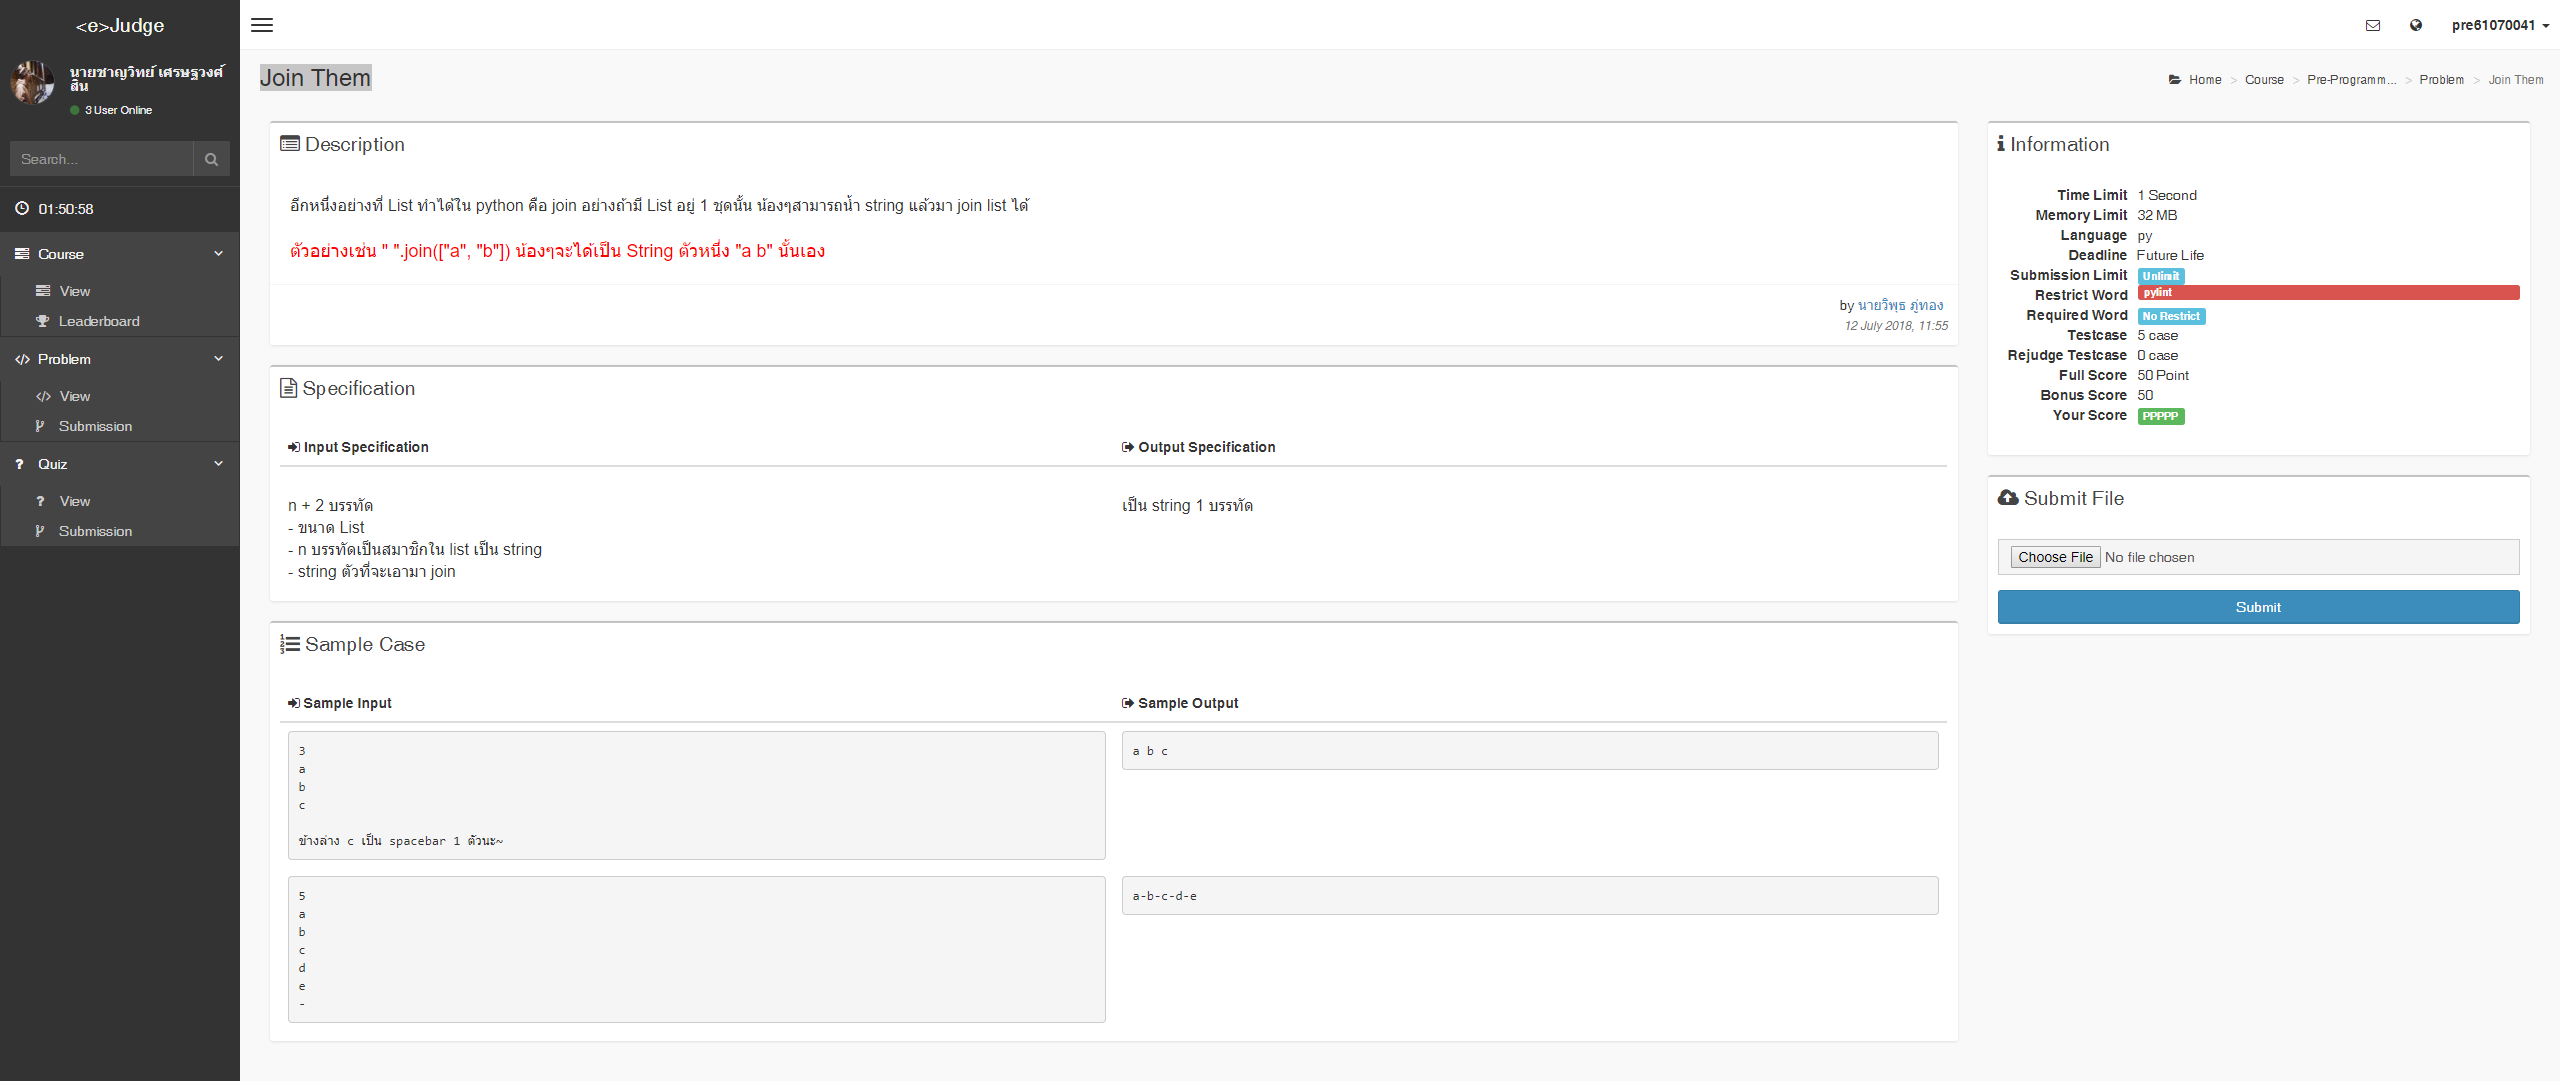 <e>Judge
pre61070041
นายชาญวิทย์ เศรษฐวงศ์
สิน
3 User Online
Search...
01:50:58
Course
View
Leaderboard
Problem
View
Submission
Quiz
View
Submission
Join Them
Home > Course > Pre-Programm... > Problem > Join Them
Description
อีกหนึ่งอย่างที่ List ทำได้ใน python คือ join อย่างถ้ามี List อยู่ 1 ชุดนั้น น้องๆสามารถน้ำ string แล้วมา join list ได้
ตัวอย่างเช่น " ".join(["a", "b"]) น้องๆจะได้เป็น String ตัวหนึ่ง "a b" นั้นเอง
by นายวิพุธ ภู่ทอง
12 July 2018, 11:55
Specification
Input Specification
Output Specification
n + 2 บรรทัด
- ขนาด List
- n บรรทัดเป็นสมาชิกใน list เป็น string
- string ตัวที่จะเอามา join
เป็น string 1 บรรทัด
Sample Case
Sample Input
Sample Output
3
a
b
c
ข้างล่าง c เป็น spacebar 1 ตัวนะ~
a b c
5
a
b
c
d
e
-
a-b-c-d-e
Information
Time Limit 1 Second
Memory Limit 32 MB
Language py
Deadline Future Life
Submission Limit Unlimit
Restrict Word pylint
Required Word No Restrict
Testcase 5 case
Rejudge Testcase 0 case
Full Score 50 Point
Bonus Score 50
Your Score PPPPP
Submit File
Choose File No file chosen
Submit